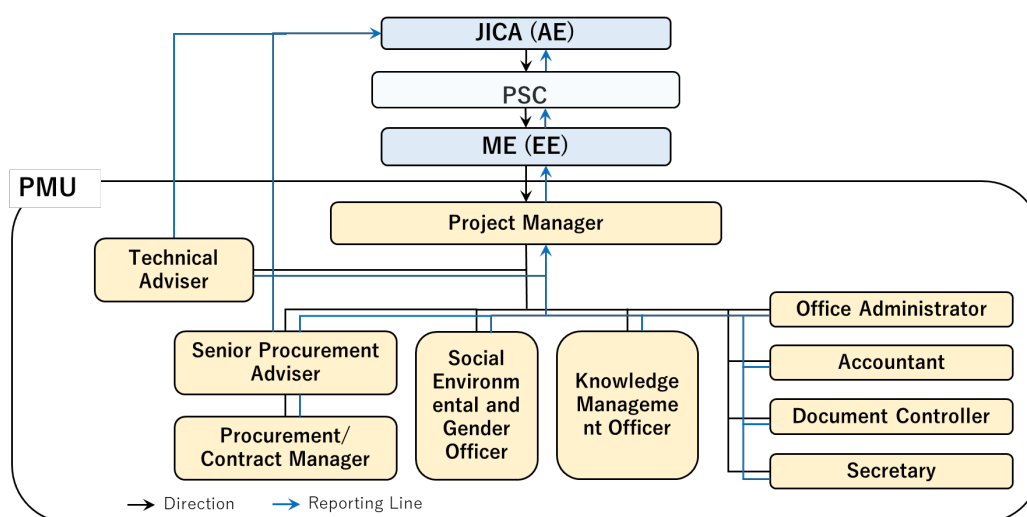 JICA (AE)
PSC
ME (EE)
PMU
Project Manager
Technical
Adviser
Office Administrator
Senior Procurement
Adviser
Social
Environm
ental and
Gender
Officer
Knowledge
Manageme
nt Officer
Accountant
Document Controller
Procurement/
Contract Manager
Secretary
Direction
Reporting Line